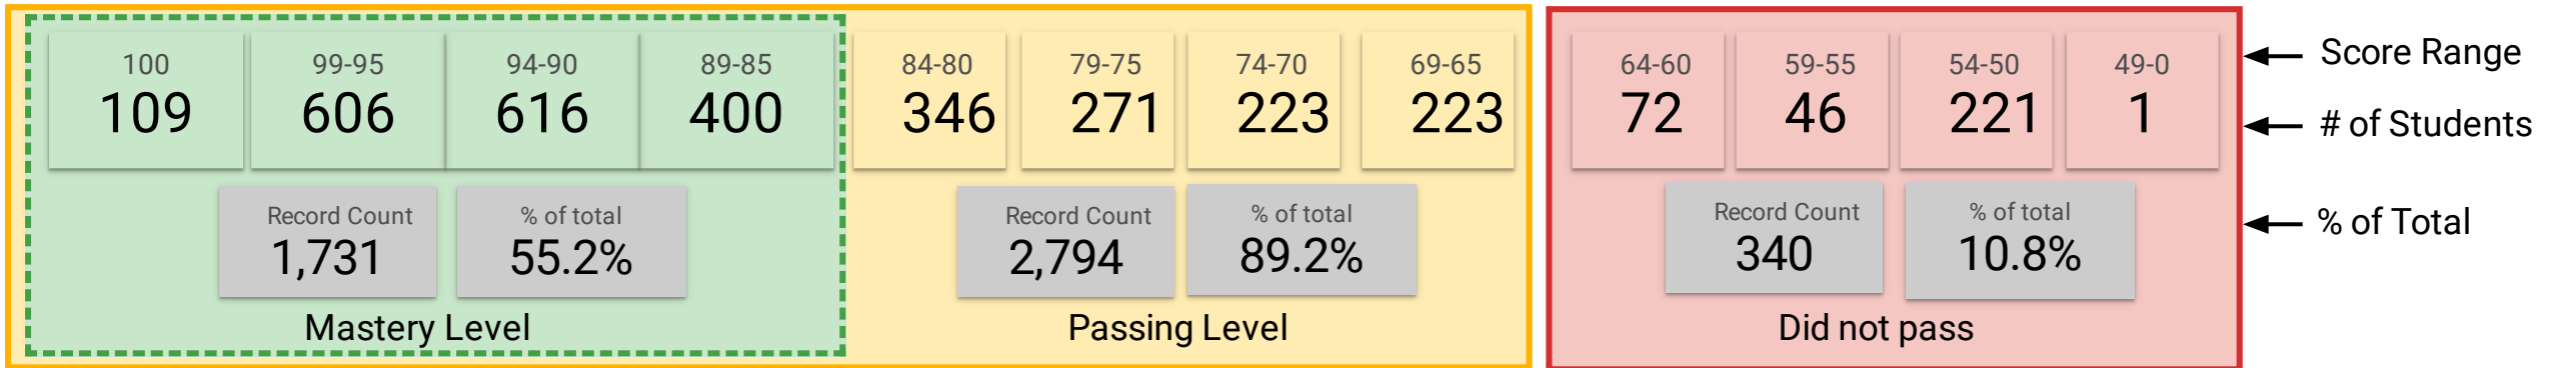 100 99-95 94-90 89-85 84-80 79-75 74-70 69-65 64-60 59-55 54-50 49-0 Score Range
109 606 616 400 346 271 223 223 72 46 221 1 # of Students
Record Count % of total Record Count % of total Record Count % of total % of Total
1,731 55.2% 2,794 89.2% 340 10.8%
Mastery Level Passing Level Did not pass